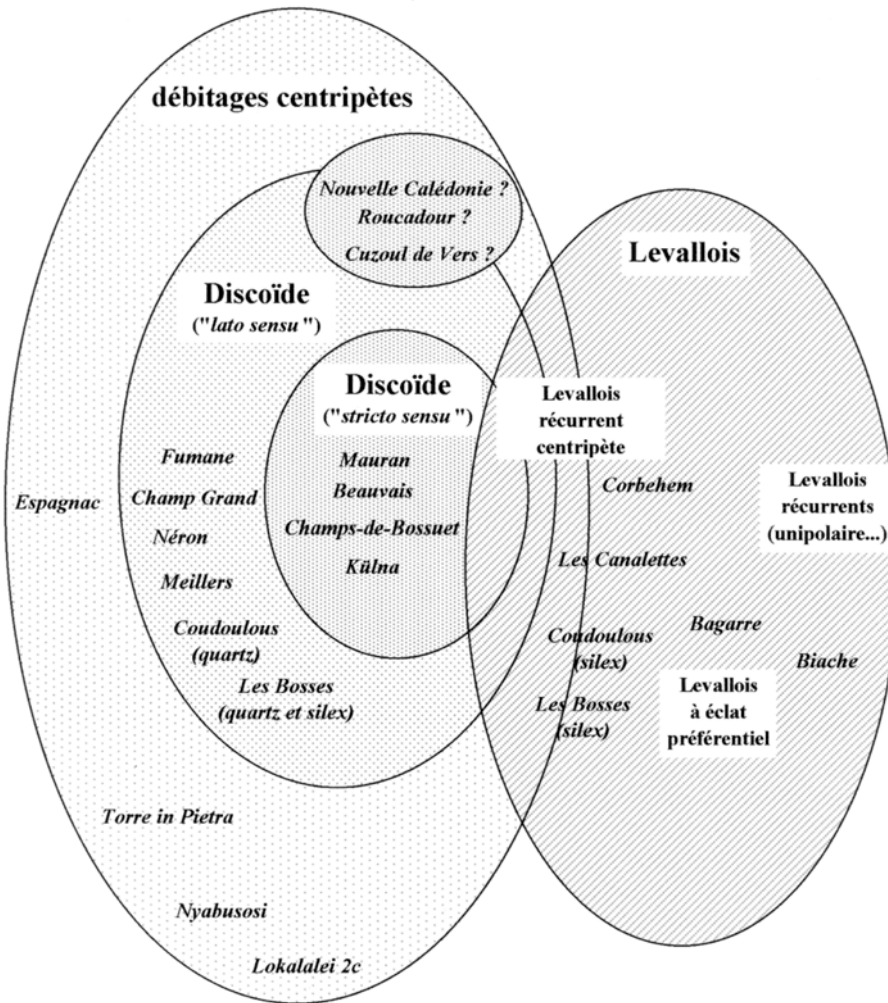 débitages centripètes
Nouvelle Calédonie ?
Roucadour ?
Cuzoul de Vers ?
Levallois
Discoïde
("lato sensu")
Discoïde
("stricto sensu")
Levallois
récurrent
centripète
Fumane
Mauran
Corbehem
Levallois
récurrents
(unipolaire...)
Espagnac
Champ Grand
Beauvais
Néron
Champs-de-Bossuet
Les Canalettes
Meillers
Külna
Coudoulous
(quartz)
Coudoulous
(silex)
Bagarre
Biache
Les Bosses
(quartz et silex)
Les Bosses
(silex)
Levallois
à éclat
préférentiel
Torre in Pietra
Nyabusosi
Lokalalei 2c